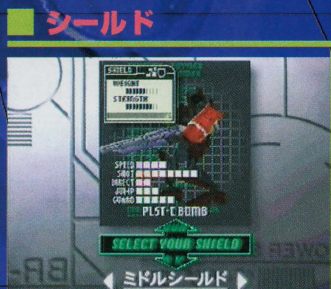 シールド
SHIELD
WEIGHT
STRENGTH
SPEED
SHOT
DIRECT
JUMP
GUARD
PLST-C BOMB
SELECT YOUR SHIELD
ミドルシールド